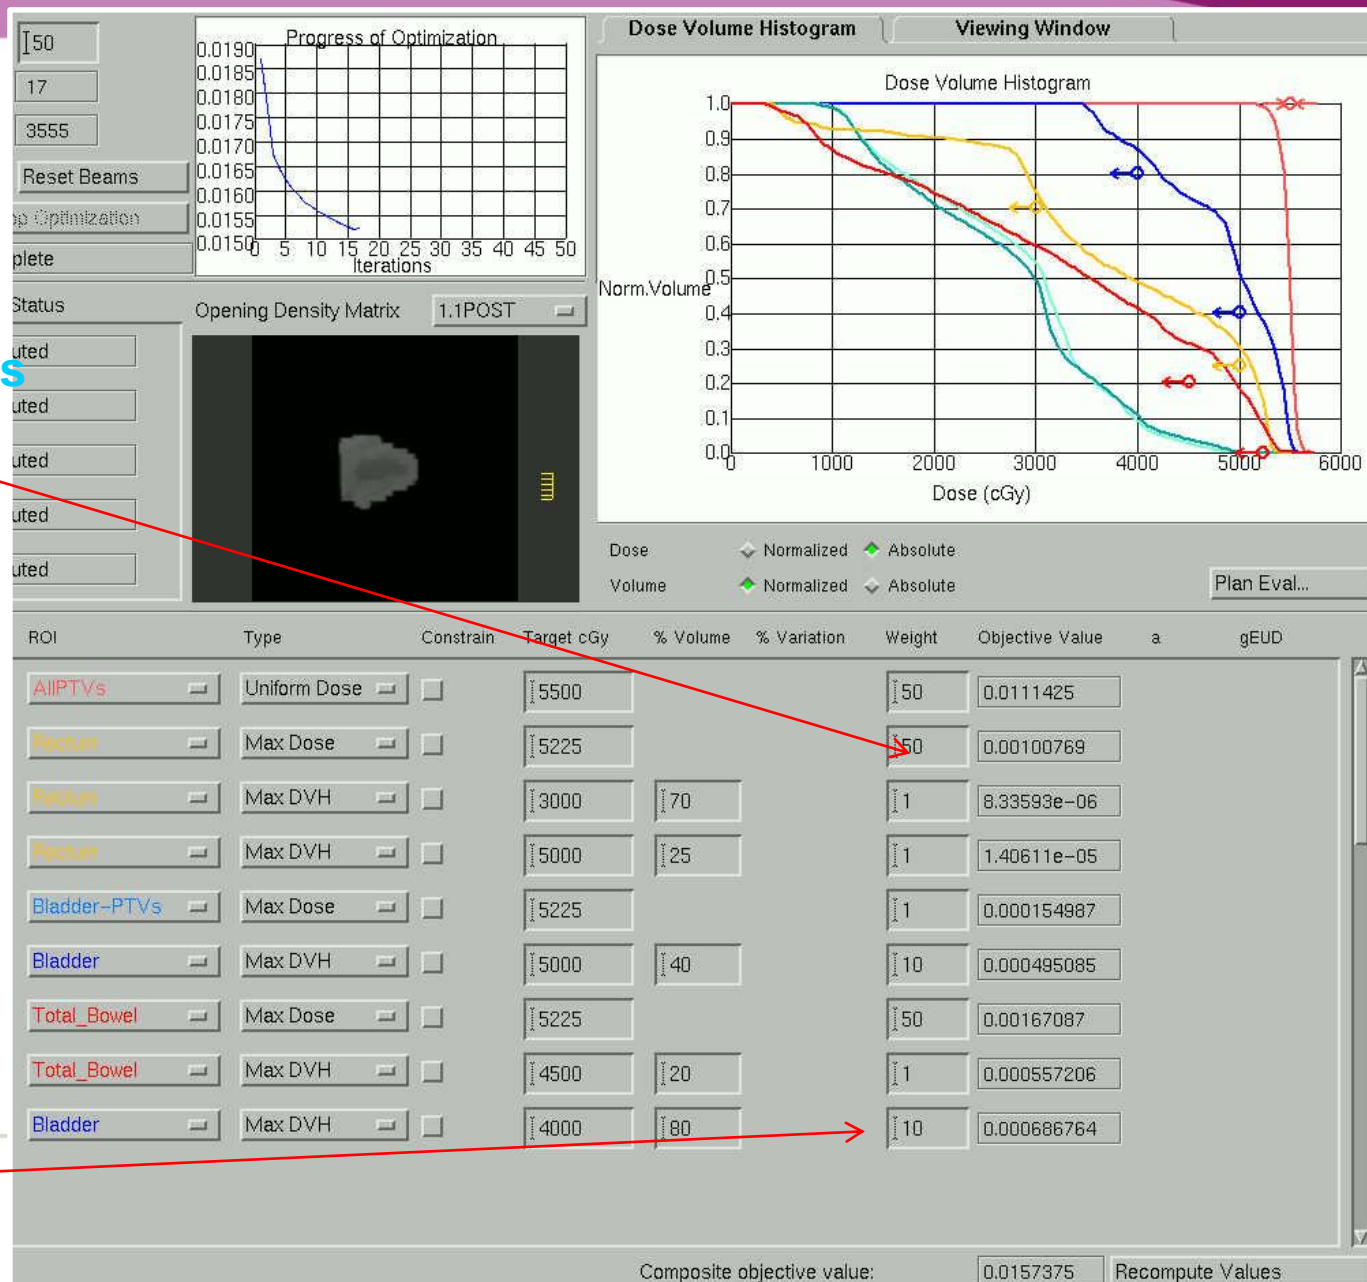 50
17
3555
Reset Beams
op Optimization
plete
Progress of Optimization
0.0190
0.0185
0.0180
0.0175
0.0170
0.0165
0.0160
0.0155
0.0150
0 5 10 15 20 25 30 35 40 45 50
Iterations
Dose Volume Histogram Viewing Window
Dose Volume Histogram
1.0
0.9
0.8
0.7
0.6
0.5
Norm.Volume
0.4
0.3
0.2
0.1
0.0
0 1000 2000 3000 4000 5000 6000
Dose (cGy)
Status
uted
s
uted
uted
uted
uted
Opening Density Matrix 1.1POST
Dose Normalized Absolute
Volume Normalized Absolute
Plan Eval...
ROI Type Constrain Target cGy % Volume % Variation Weight Objective Value a gEUD
AllPTVs Uniform Dose 5500 50 0.0111425
Rectum Max Dose 5225 50 0.00100769
Rectum Max DVH 3000 70 1 8.33593e-06
Rectum Max DVH 5000 25 1 1.40611e-05
Bladder-PTVs Max Dose 5225 1 0.000154987
Bladder Max DVH 5000 40 10 0.000495085
Total_Bowel Max Dose 5225 50 0.00167087
Total_Bowel Max DVH 4500 20 1 0.000557206
Bladder Max DVH 4000 80 10 0.000686764
Composite objective value: 0.0157375 Recompute Values